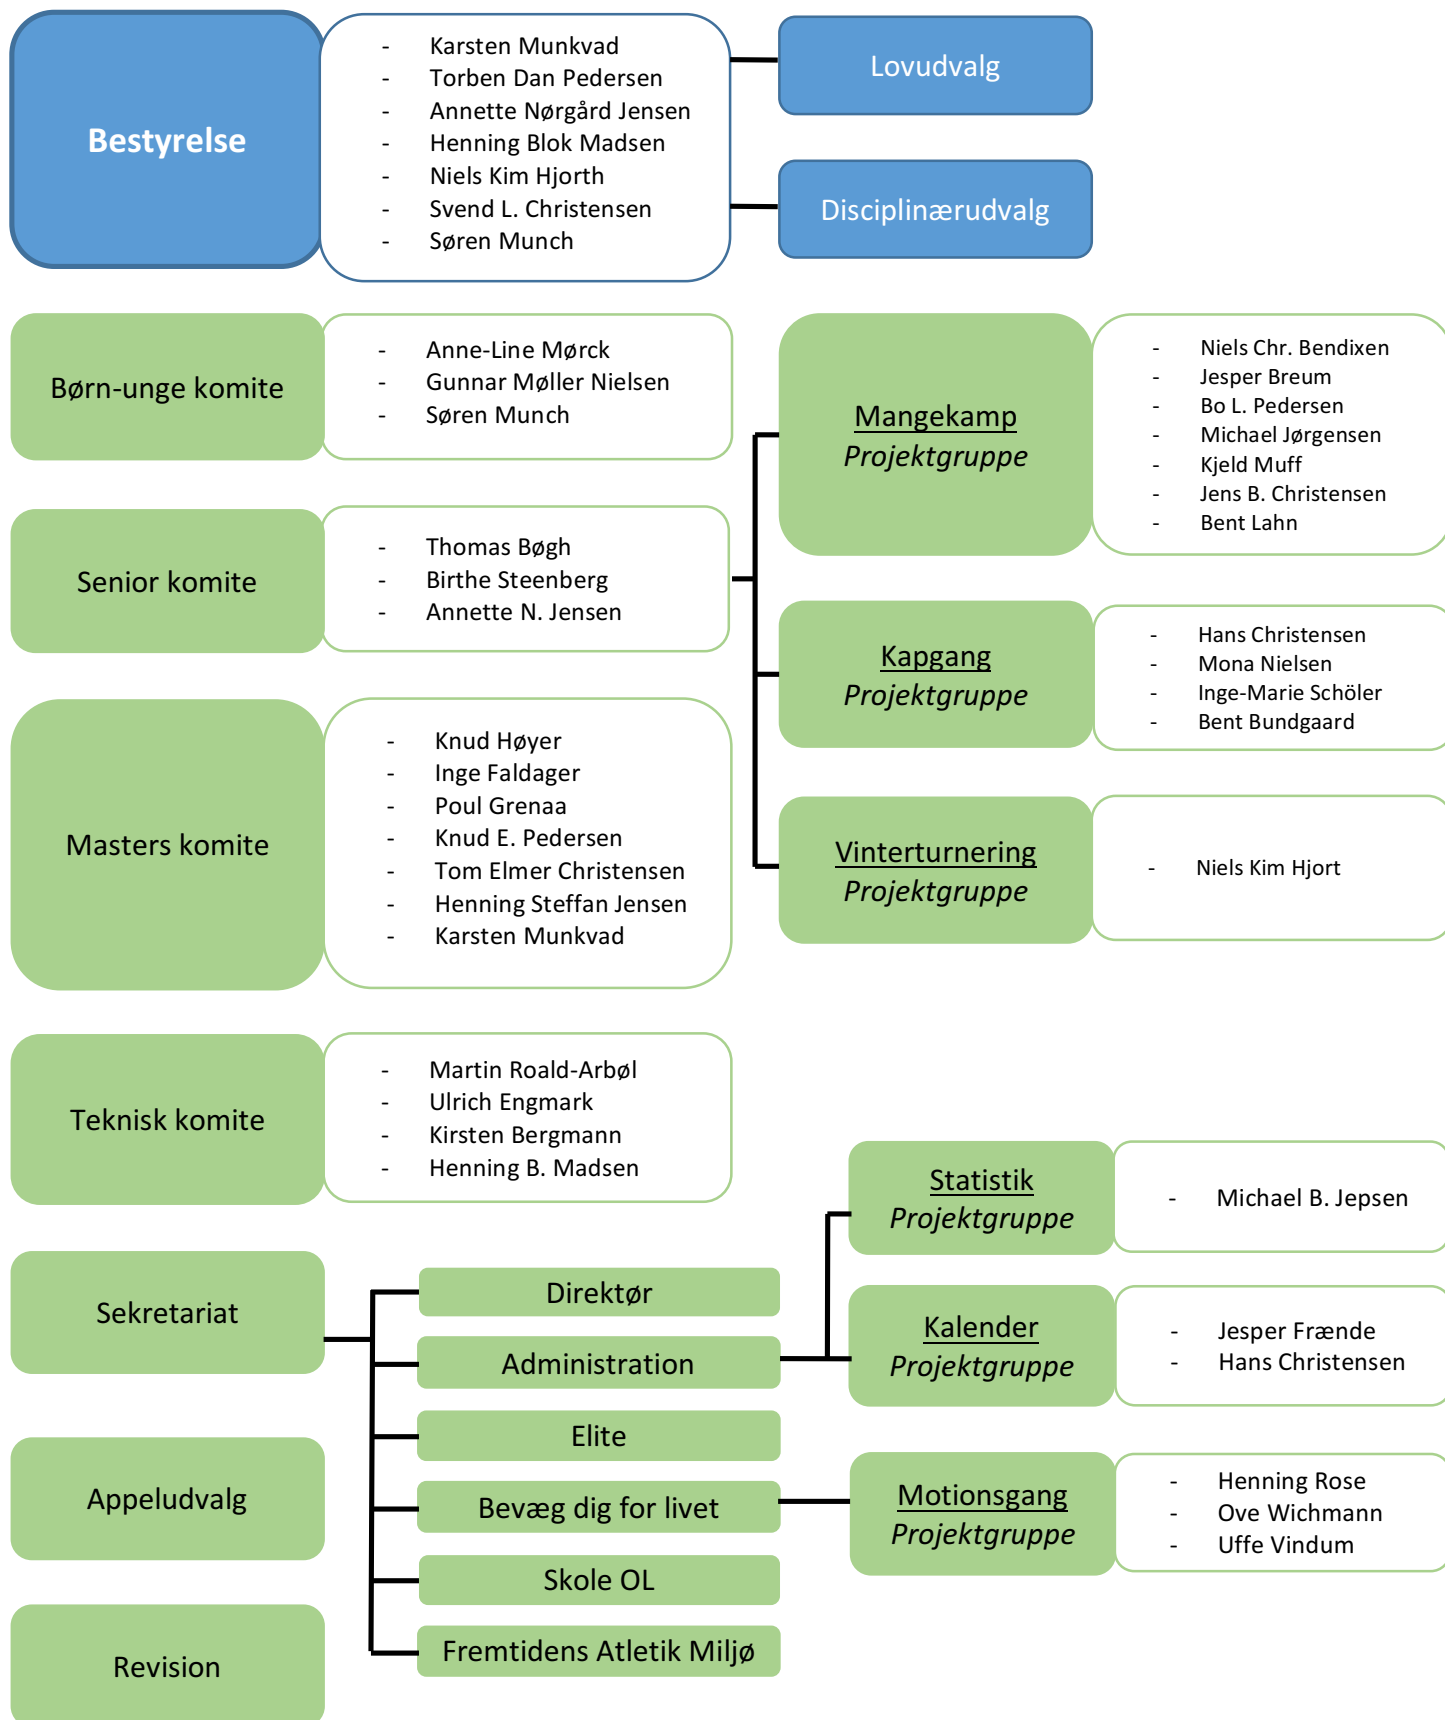 Bestyrelse
- Karsten Munkvad
- Torben Dan Pedersen
- Annette Nørgård Jensen
- Henning Blok Madsen
- Niels Kim Hjorth
- Svend L. Christensen
- Søren Munch
Lovudvalg
Disciplinærudvalg
Børn-unge komite
- Anne-Line Mørck
- Gunnar Møller Nielsen
- Søren Munch
Senior komite
- Thomas Bøgh
- Birthe Steenberg
- Annette N. Jensen
Mangekamp
Projektgruppe
- Niels Chr. Bendixen
- Jesper Breum
- Bo L. Pedersen
- Michael Jørgensen
- Kjeld Muff
- Jens B. Christensen
- Bent Lahn
Kapgang
Projektgruppe
- Hans Christensen
- Mona Nielsen
- Inge-Marie Schöler
- Bent Bundgaard
Vinterturnering
Projektgruppe
- Niels Kim Hjort
Masters komite
- Knud Høyer
- Inge Faldager
- Poul Grenaa
- Knud E. Pedersen
- Tom Elmer Christensen
- Henning Steffan Jensen
- Karsten Munkvad
Teknisk komite
- Martin Roald-Arbøl
- Ulrich Engmark
- Kirsten Bergmann
- Henning B. Madsen
Sekretariat
Direktør
Administration
Elite
Bevæg dig for livet
Skole OL
Fremtidens Atletik Miljø
Statistik
Projektgruppe
- Michael B. Jepsen
Kalender
Projektgruppe
- Jesper Frænde
- Hans Christensen
Motionsgang
Projektgruppe
- Henning Rose
- Ove Wichmann
- Uffe Vindum
Appeludvalg
Revision